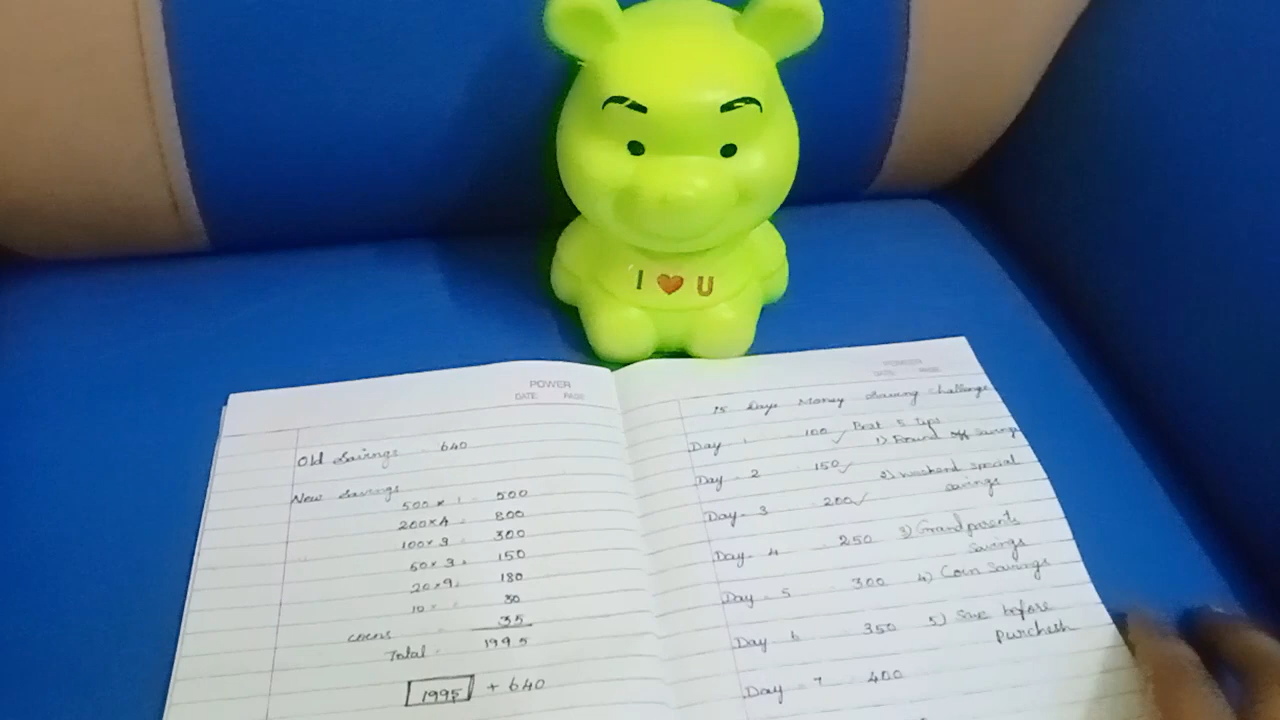 I ❤ U
POWER
DATE PAGE
Old Savings - 640
New Savings
500 x 1 - 500
200 x 4 - 800
100 x 3 - 300
50 x 3 - 150
20 x 9 - 180
10 x - 30
coins 35
Total - 1995
1995 + 640
POWER
DATE PAGE
15 Days Money Saving Challenge
Day - 1 100 ✓ Best 5 tips
1) Round off savings
Day - 2 150 ✓ 2) weekend special
savings
Day - 3 200 ✓
Day - 4 250 3) Grandparents
savings
Day - 5 300 4) Coin Savings
Day - 6 350 5) Save before
purchesh
Day - 7 400